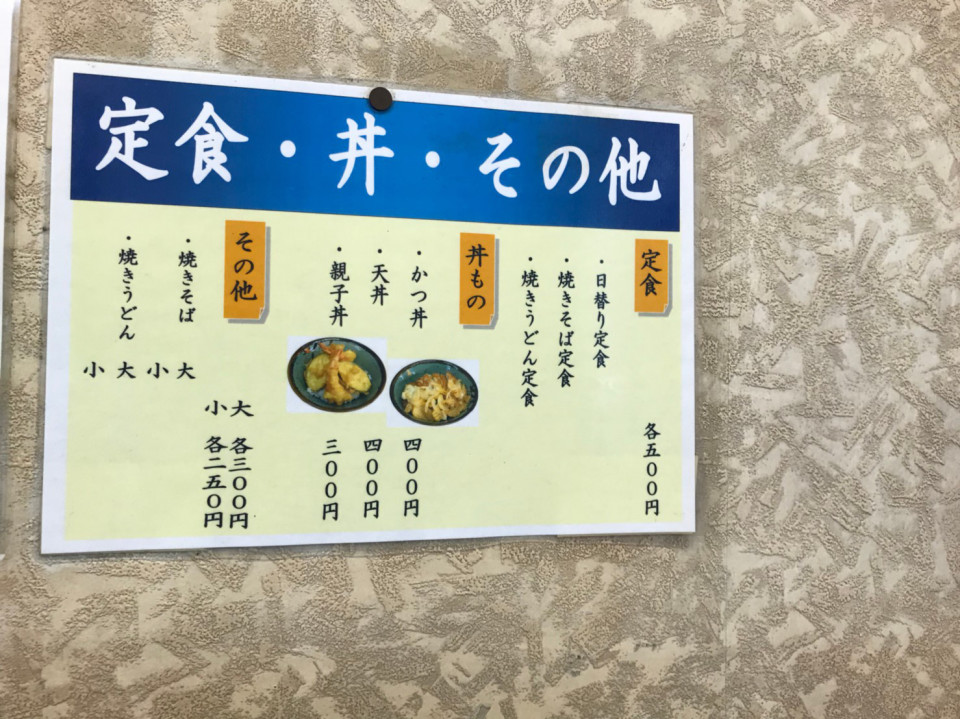 定食・丼・その他
定食
各五〇〇円
・日替り定食
・焼きそば定食
・焼きうどん定食
丼もの
・かつ丼
四〇〇円
・天丼
四〇〇円
・親子丼
三〇〇円
その他
大 各三〇〇円
小 各二五〇円
・焼きそば
大
小
・焼きうどん
大
小